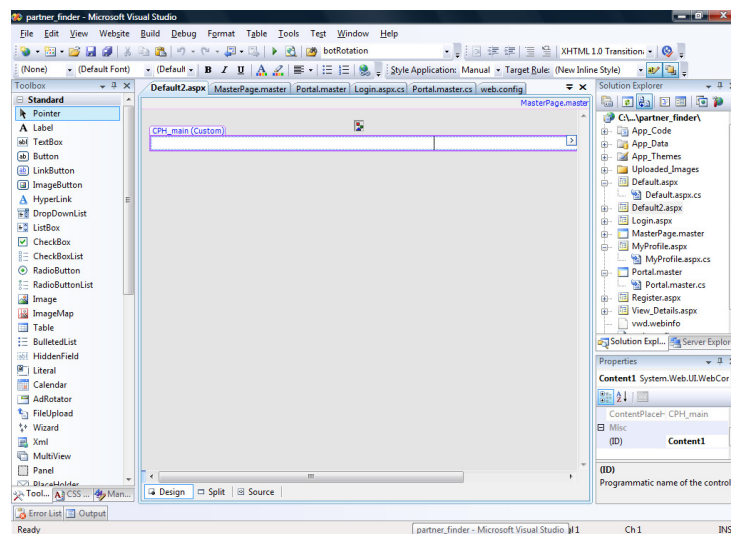 partner_finder - Microsoft Visual Studio
File Edit View Website Build Debug Format Table Tools Test Window Help
botRotation XHTML 1.0 Transition:
(None) (Default Font) (Default B I U A Style Application: Manual Target Rule: (New Inline Style)
Toolbox
Standard
Pointer
A Label
abl TextBox
ab Button
ab LinkButton
ImageButton
A HyperLink
DropDownList
ListBox
CheckBox
CheckBoxList
RadioButton
RadioButtonList
Image
ImageMap
Table
BulletedList
HiddenField
Literal
Calendar
AdRotator
FileUpload
Wizard
Xml
MultiView
Panel
PlaceHolder
Tool... CSS ... Man...
Default2.aspx MasterPage.master Portal.master Login.aspx.cs Portal.master.cs web.config
MasterPage.master
CPH_main (Custom)
Design Split Source
Solution Explorer
C:\...\partner_finder\
App_Code
App_Data
App_Themes
Uploaded_Images
Default.aspx
Default.aspx.cs
Default2.aspx
Login.aspx
MasterPage.master
MyProfile.aspx
MyProfile.aspx.cs
Portal.master
Portal.master.cs
Register.aspx
View_Details.aspx
vwd.webinfo
Solution Expl... Server Explor
Properties
Content1 System.Web.UI.WebCor
ContentPlaceH CPH_main
Misc
(ID) Content1
(ID)
Programmatic name of the control
Error List Output
Ready partner_finder - Microsoft Visual Studio l 1 Ch 1 INS